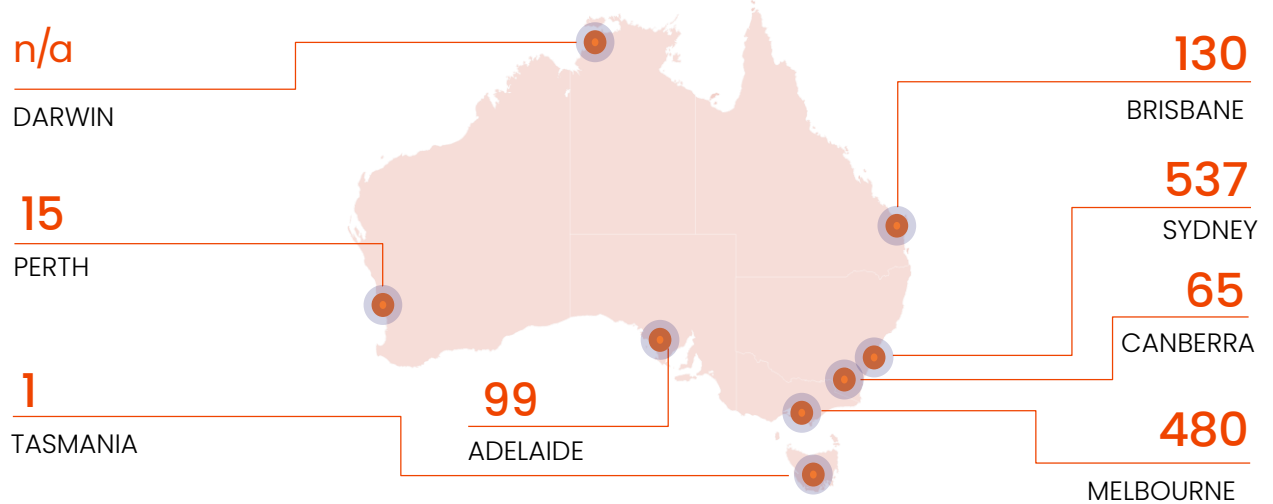 n/a
DARWIN
15
PERTH
1
TASMANIA
99
ADELAIDE
130
BRISBANE
537
SYDNEY
65
CANBERRA
480
MELBOURNE